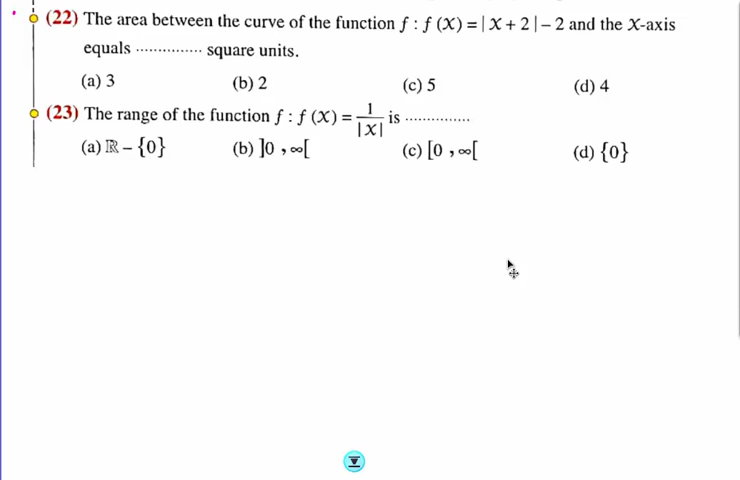 (22) The area between the curve of the function f : f (X) = | X + 2 | – 2 and the X-axis
equals .............. square units.
(a) 3 (b) 2 (c) 5 (d) 4
(23) The range of the function f : f (X) = 1/|X| is ..............
(a) ℝ – {0} (b) ]0 , ∞[ (c) [0 , ∞[ (d) {0}